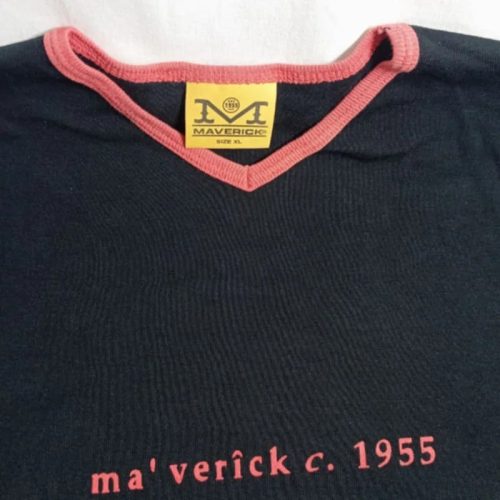 1955
M
MAVERICK
SIZE XL
ma' verîck c. 1955